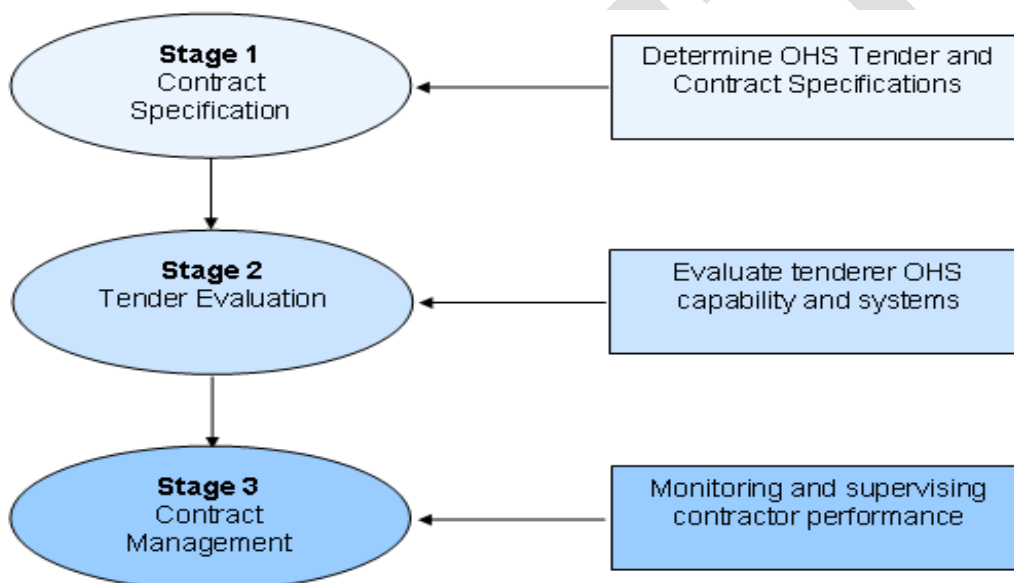 Stage 1
Contract
Specification
Determine OHS Tender and
Contract Specifications
Stage 2
Tender Evaluation
Evaluate tenderer OHS
capability and systems
Stage 3
Contract
Management
Monitoring and supervising
contractor performance